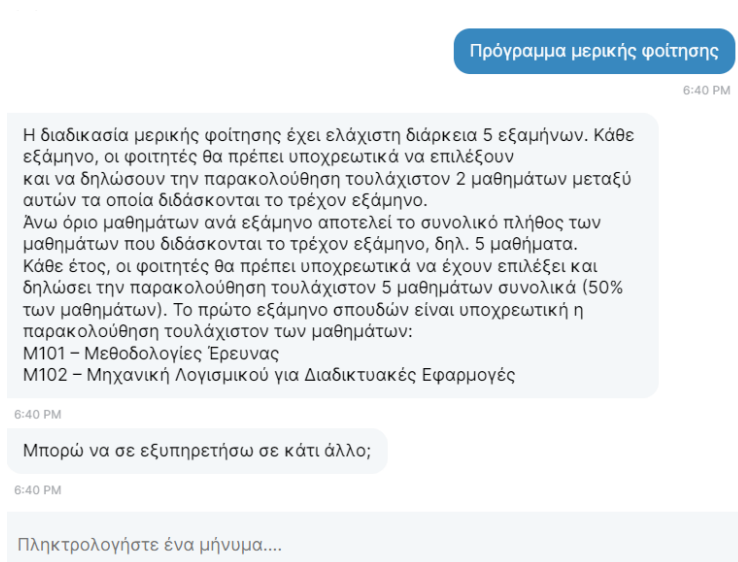 Πρόγραμμα μερικής φοίτησης
6:40 PM
Η διαδικασία μερικής φοίτησης έχει ελάχιστη διάρκεια 5 εξαμήνων. Κάθε
εξάμηνο, οι φοιτητές θα πρέπει υποχρεωτικά να επιλέξουν
και να δηλώσουν την παρακολούθηση τουλάχιστον 2 μαθημάτων μεταξύ
αυτών τα οποία διδάσκονται το τρέχον εξάμηνο.
Άνω όριο μαθημάτων ανά εξάμηνο αποτελεί το συνολικό πλήθος των
μαθημάτων που διδάσκονται το τρέχον εξάμηνο, δηλ. 5 μαθήματα.
Κάθε έτος, οι φοιτητές θα πρέπει υποχρεωτικά να έχουν επιλέξει και
δηλώσει την παρακολούθηση τουλάχιστον 5 μαθημάτων συνολικά (50%
των μαθημάτων). Το πρώτο εξάμηνο σπουδών είναι υποχρεωτική η
παρακολούθηση τουλάχιστον των μαθημάτων:
Μ101 – Μεθοδολογίες Έρευνας
Μ102 – Μηχανική Λογισμικού για Διαδικτυακές Εφαρμογές
6:40 PM
Μπορώ να σε εξυπηρετήσω σε κάτι άλλο;
6:40 PM
Πληκτρολογήστε ένα μήνυμα....